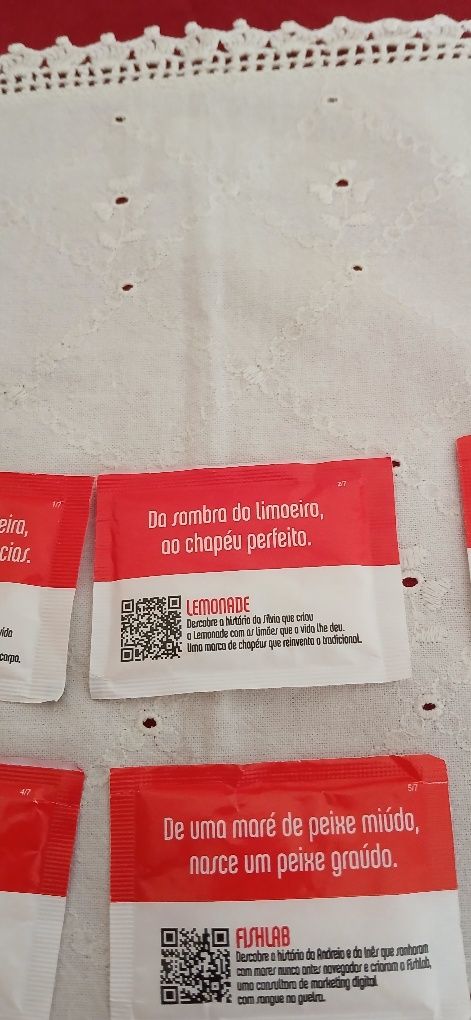 1/7
eira,
cias.
vida
corpo.
2/7
Da sombra do limoeiro,
ao chapéu perfeito.
LEMONADE
Descobre a história da Sílvia que criou
a Lemonade com os limões que a vida lhe deu.
Uma marca de chapéus que reinventa o tradicional.
4/7
5/7
De uma maré de peixe miúdo,
nasce um peixe graúdo.
FISHLAB
Descobre a história da Andreia e da Inês que sonharam
com mares nunca antes navegados e criaram a Fishlab,
uma consultora de marketing digital
com sangue na guelra.